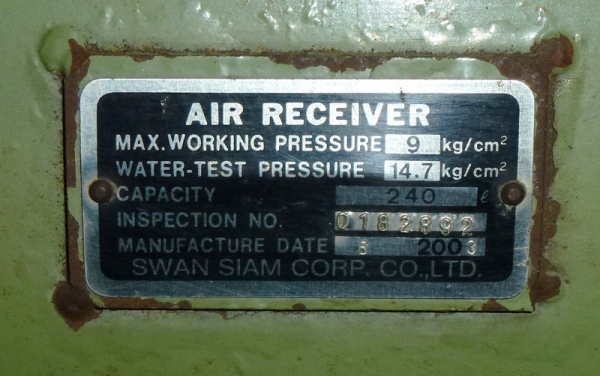 AIR RECEIVER
MAX.WORKING PRESSURE 9 kg/cm²
WATER-TEST PRESSURE 14.7 kg/cm²
CAPACITY 240 ℓ
INSPECTION NO. 0182892
MANUFACTURE DATE 8 2003
SWAN SIAM CORP. CO.,LTD.